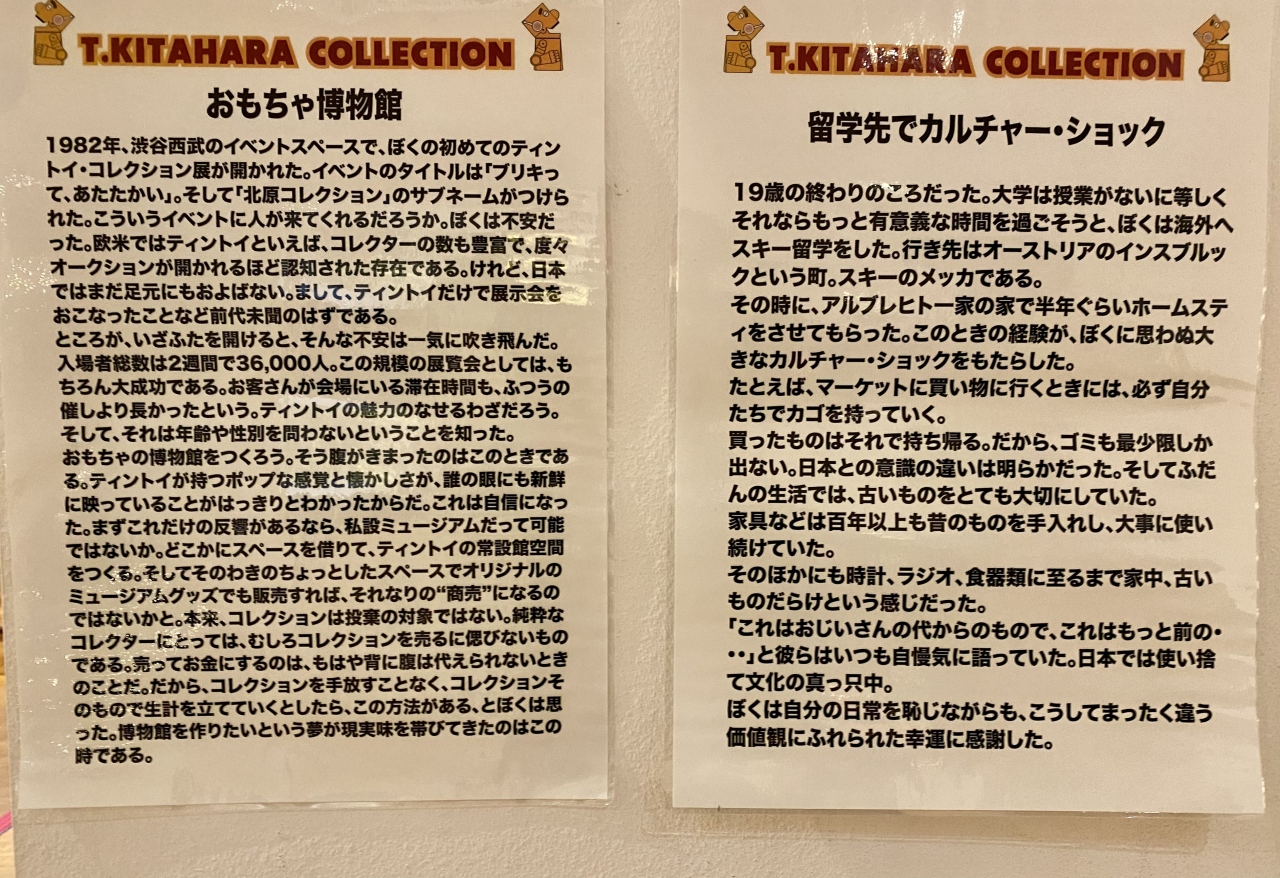 T.KITAHARA COLLECTION
おもちゃ博物館
1982年、渋谷西武のイベントスペースで、ぼくの初めてのティン
トイ・コレクション展が開かれた。イベントのタイトルは「ブリキっ
て、あたたかい」。そして「北原コレクション」のサブネームがつけら
れた。こういうイベントに人が来てくれるだろうか。ぼくは不安だ
った。欧米ではティントイといえば、コレクターの数も豊富で、度々
オークションが開かれるほど認知された存在である。けれど、日本
ではまだ足元にもおよばない。まして、ティントイだけで展示会を
おこなったことなど前代未聞のはずである。
ところが、いざふたを開けると、そんな不安は一気に吹き飛んだ。
入場者総数は2週間で36,000人。この規模の展覧会としては、も
ちろん大成功である。お客さんが会場にいる滞在時間も、ふつうの
催しより長かったという。ティントイの魅力のなせるわざだろう。
そして、それは年齢や性別を問わないということを知った。
おもちゃの博物館をつくろう。そう腹がきまったのはこのときであ
る。ティントイが持つポップな感覚と懐かしさが、誰の眼にも新鮮
に映っていることがはっきりとわかったからだ。これは自信になっ
た。まずこれだけの反響があるなら、私設ミュージアムだって可能
ではないか。どこかにスペースを借りて、ティントイの常設館空間
をつくる。そしてそのわきのちょっとしたスペースでオリジナルの
ミュージアムグッズでも販売すれば、それなりの“商売”になるの
ではないかと。本来、コレクションは投棄の対象ではない。純粋な
コレクターにとっては、むしろコレクションを売るに偲びないもの
である。売ってお金にするのは、もはや背に腹は代えられないとき
のことだ。だから、コレクションを手放すことなく、コレクションそ
のもので生計を立てていくとしたら、この方法がある、とぼくは思
った。博物館を作りたいという夢が現実味を帯びてきたのはこの
時である。
T.KITAHARA COLLECTION
留学先でカルチャー・ショック
19歳の終わりのころだった。大学は授業がないに等しく
それならもっと有意義な時間を過ごそうと、ぼくは海外へ
スキー留学をした。行き先はオーストリアのインスブルッ
クという町。スキーのメッカである。
その時に、アルブレヒト一家の家で半年ぐらいホームステ
ィをさせてもらった。このときの経験が、ぼくに思わぬ大
きなカルチャー・ショックをもたらした。
たとえば、マーケットに買い物に行くときには、必ず自分
たちでカゴを持っていく。
買ったものはそれで持ち帰る。だから、ゴミも最少限しか
出ない。日本との意識の違いは明らかだった。そしてふだ
んの生活では、古いものをとても大切にしていた。
家具などは百年以上も昔のものを手入れし、大事に使い
続けていた。
そのほかにも時計、ラジオ、食器類に至るまで家中、古い
ものだらけという感じだった。
「これはおじいさんの代からのもので、これはもっと前の・
・・」と彼らはいつも自慢気に語っていた。日本では使い捨
て文化の真っ只中。
ぼくは自分の日常を恥じながらも、こうしてまったく違う
価値観にふれられた幸運に感謝した。